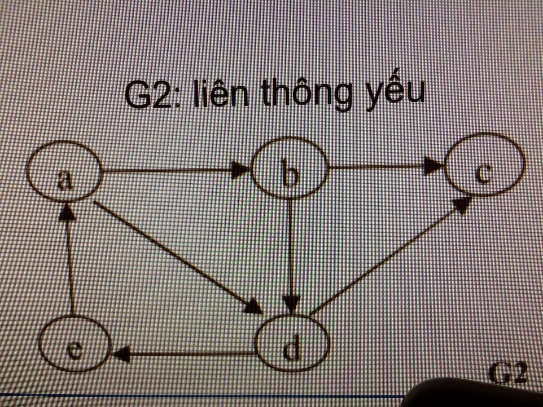 G2: liên thông yếu
a b c
e d
G2